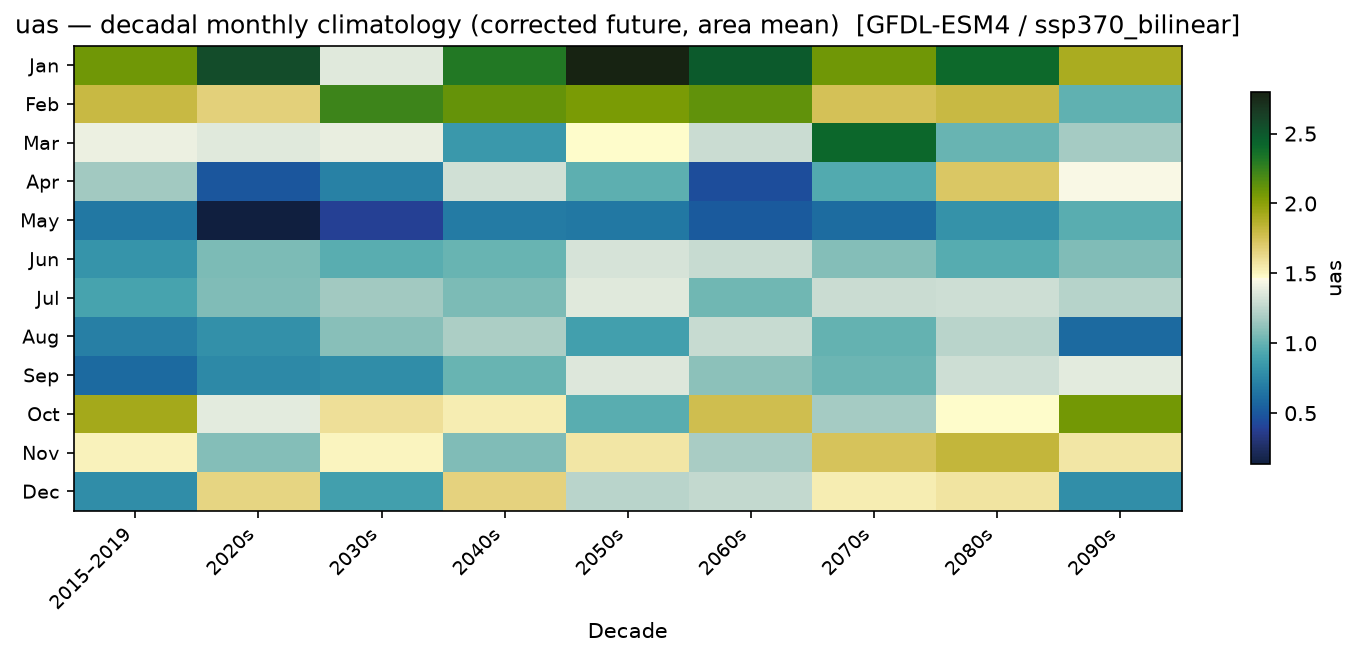 uas — decadal monthly climatology (corrected future, area mean)  [GFDL-ESM4 / ssp370_bilinear]
Jan
Feb
Mar
Apr
May
Jun
Jul
Aug
Sep
Oct
Nov
Dec
2015–2019
2020s
2030s
2040s
2050s
2060s
2070s
2080s
2090s
Decade
2.5
2.0
1.5
1.0
0.5
uas